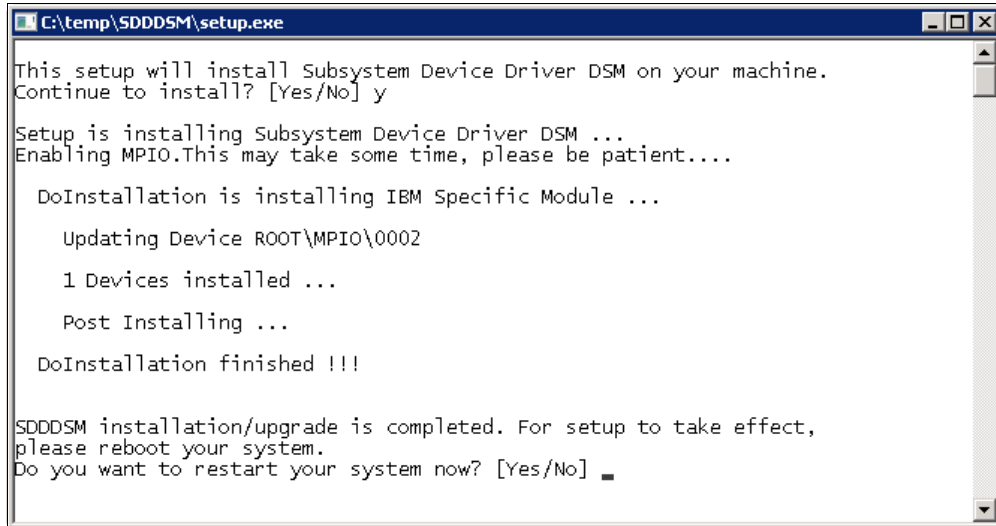 C:\temp\SDDDSM\setup.exe
This setup will install Subsystem Device Driver DSM on your machine.
Continue to install? [Yes/No] y
Setup is installing Subsystem Device Driver DSM ...
Enabling MPIO.This may take some time, please be patient....
DoInstallation is installing IBM Specific Module ...
Updating Device ROOT\MPIO\0002
1 Devices installed ...
Post Installing ...
DoInstallation finished !!!
SDDDSM installation/upgrade is completed. For setup to take effect,
please reboot your system.
Do you want to restart your system now? [Yes/No] _